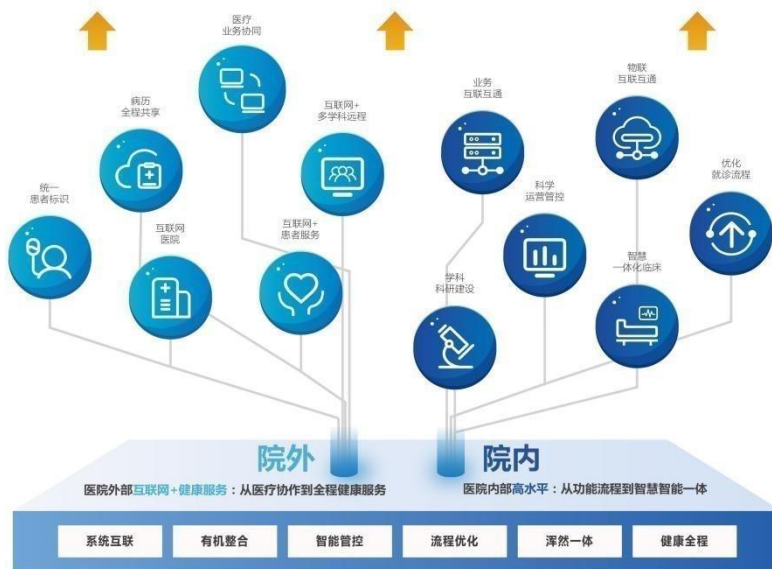 医疗
业务协同
病历
全程共享
互联网+
多学科远程
统一
患者标识
互联网
医院
互联网+
患者服务
业务
互联互通
物联
互联互通
科学
运营管控
优化
就诊流程
学科
科研建设
智慧
一体化临床
院外
院内
医院外部互联网+健康服务：从医疗协作到全程健康服务
医院内部高水平：从功能流程到智慧智能一体
系统互联
有机整合
智能管控
流程优化
浑然一体
健康全程